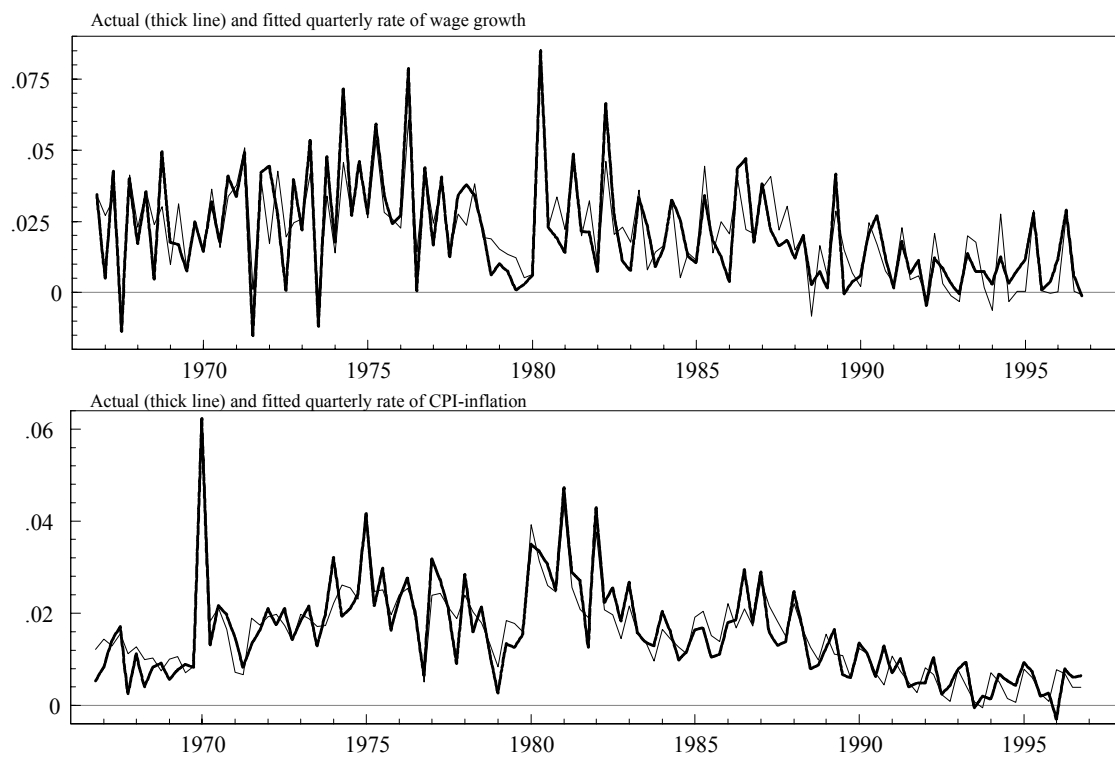 Actual (thick line) and fitted quarterly rate of wage growth
.075
.05
.025
0
1970 1975 1980 1985 1990 1995
Actual (thick line) and fitted quarterly rate of CPI-inflation
.06
.04
.02
0
1970 1975 1980 1985 1990 1995